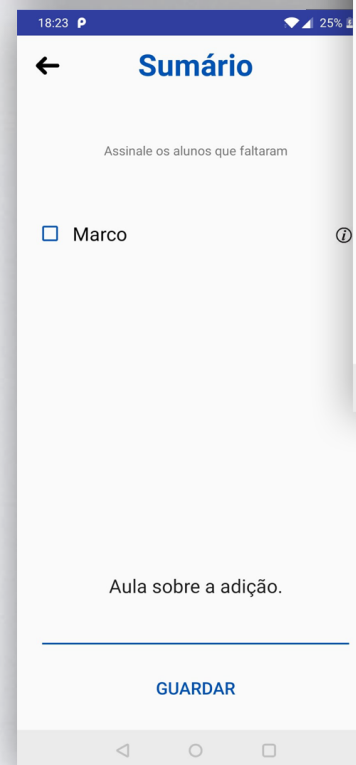 18:23 P 25%
Sumário
Assinale os alunos que faltaram
Marco
Aula sobre a adição.
GUARDAR